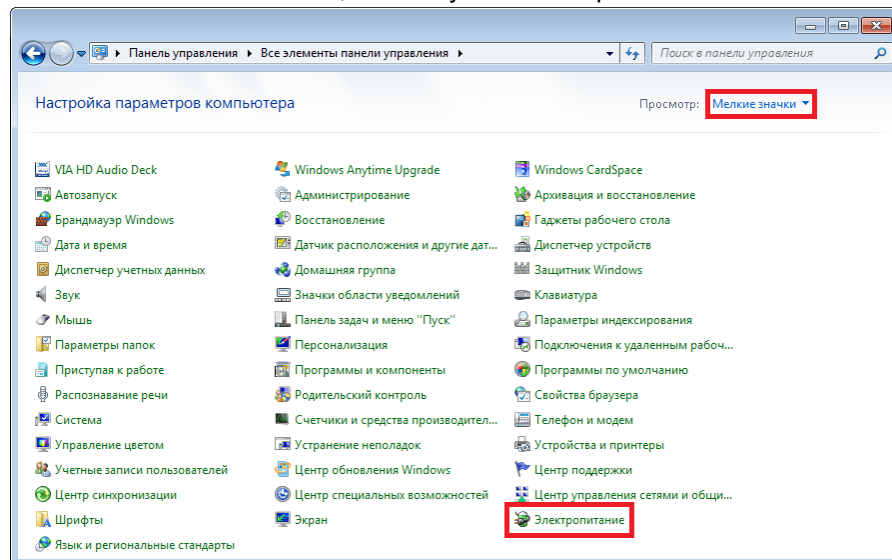 Панель управления ▸ Все элементы панели управления ▸ Поиск в панели управления
Настройка параметров компьютера Просмотр: Мелкие значки
VIA HD Audio Deck Windows Anytime Upgrade Windows CardSpace
Автозапуск Администрирование Архивация и восстановление
Брандмауэр Windows Восстановление Гаджеты рабочего стола
Дата и время Датчик расположения и другие дат... Диспетчер устройств
Диспетчер учетных данных Домашняя группа Защитник Windows
Звук Значки области уведомлений Клавиатура
Мышь Панель задач и меню "Пуск" Параметры индексирования
Параметры папок Персонализация Подключения к удаленным рабоч...
Приступая к работе Программы и компоненты Программы по умолчанию
Распознавание речи Родительский контроль Свойства браузера
Система Счетчики и средства производител... Телефон и модем
Управление цветом Устранение неполадок Устройства и принтеры
Учетные записи пользователей Центр обновления Windows Центр поддержки
Центр синхронизации Центр специальных возможностей Центр управления сетями и общи...
Шрифты Экран Электропитание
Язык и региональные стандарты